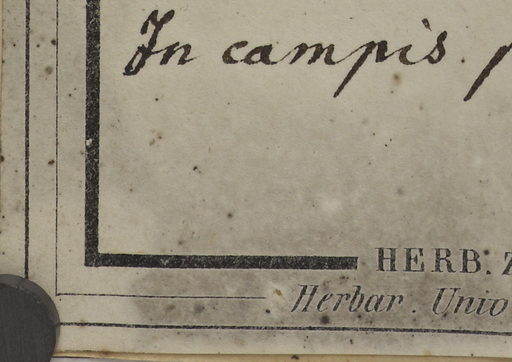 In campis.
HERB. Z
Herbar. Unio